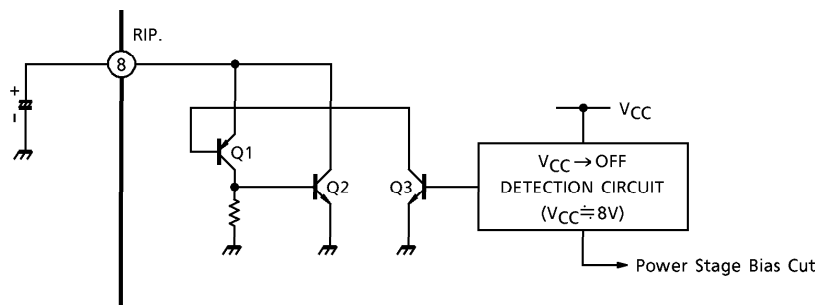 RIP.
8
+
-
Q1
Q2
Q3
VCC
VCC→OFF
DETECTION CIRCUIT
(VCC≒8V)
Power Stage Bias Cut